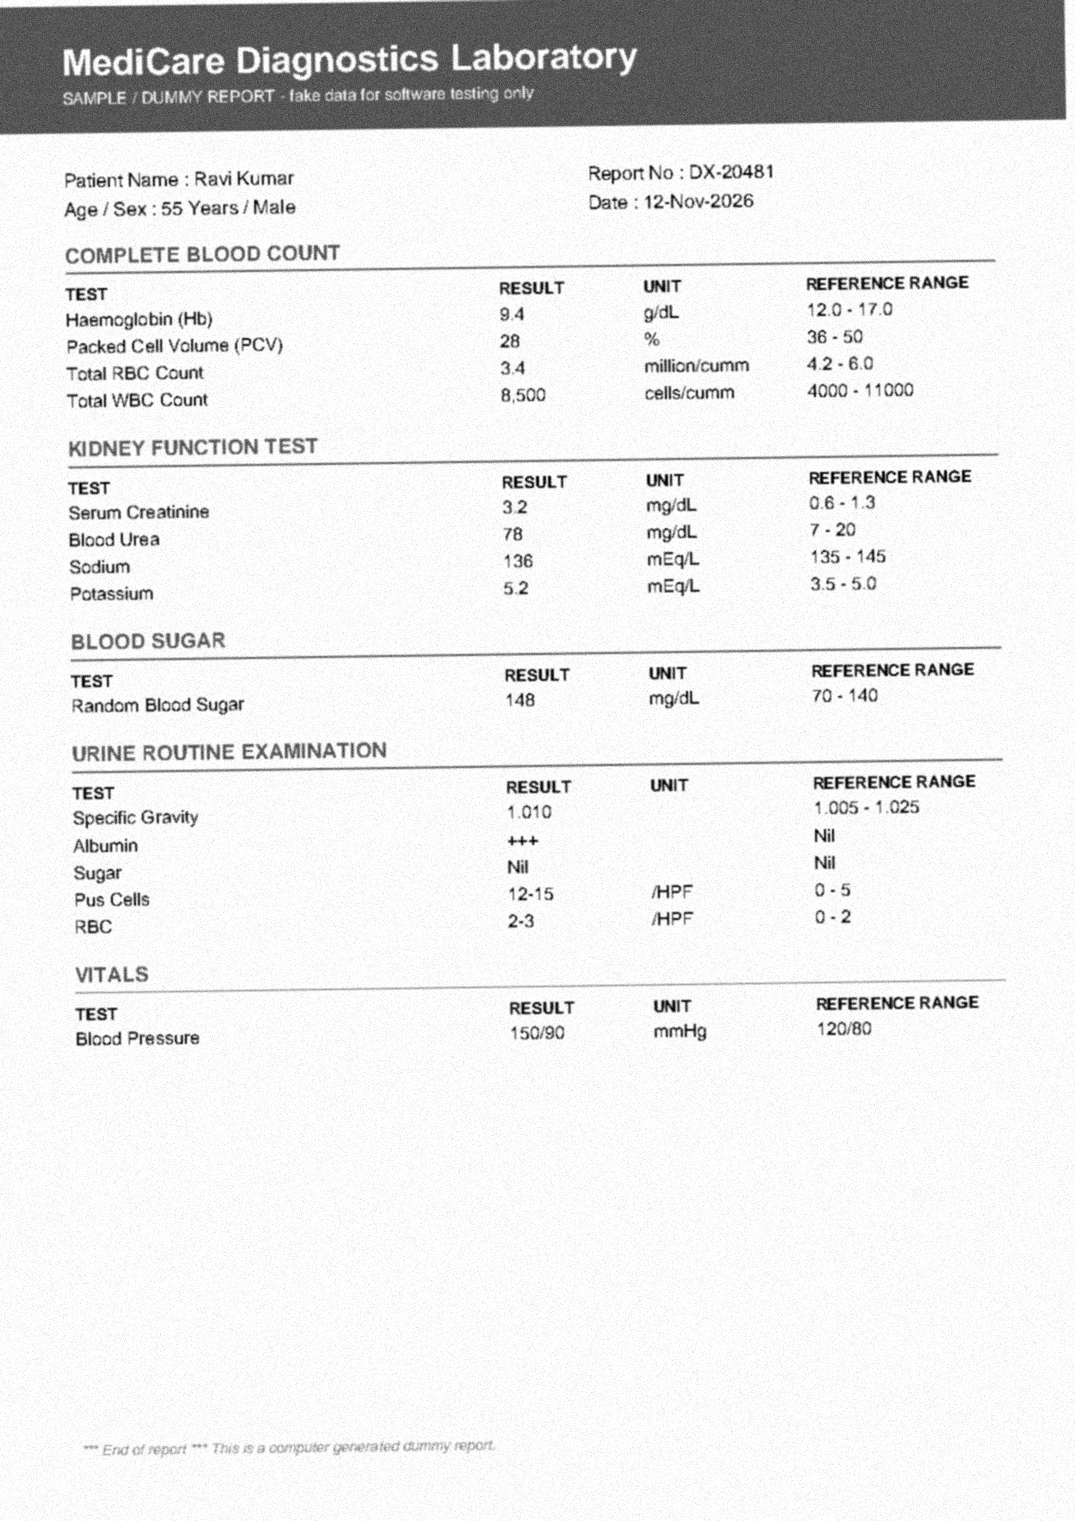 MediCare Diagnostics Laboratory
SAMPLE / DUMMY REPORT - fake data for software testing only
Patient Name : Ravi Kumar Report No : DX-20481
Age / Sex : 55 Years / Male Date : 12-Nov-2026
COMPLETE BLOOD COUNT
TEST RESULT UNIT REFERENCE RANGE
Haemoglobin (Hb) 9.4 g/dL 12.0 - 17.0
Packed Cell Volume (PCV) 28 % 36 - 50
Total RBC Count 3.4 million/cumm 4.2 - 6.0
Total WBC Count 8,500 cells/cumm 4000 - 11000
KIDNEY FUNCTION TEST
TEST RESULT UNIT REFERENCE RANGE
Serum Creatinine 3.2 mg/dL 0.6 - 1.3
Blood Urea 78 mg/dL 7 - 20
Sodium 136 mEq/L 135 - 145
Potassium 5.2 mEq/L 3.5 - 5.0
BLOOD SUGAR
TEST RESULT UNIT REFERENCE RANGE
Random Blood Sugar 148 mg/dL 70 - 140
URINE ROUTINE EXAMINATION
TEST RESULT UNIT REFERENCE RANGE
Specific Gravity 1.010 1.005 - 1.025
Albumin +++ Nil
Sugar Nil Nil
Pus Cells 12-15 /HPF 0 - 5
RBC 2-3 /HPF 0 - 2
VITALS
TEST RESULT UNIT REFERENCE RANGE
Blood Pressure 150/90 mmHg 120/80
*** End of report *** This is a computer generated dummy report.